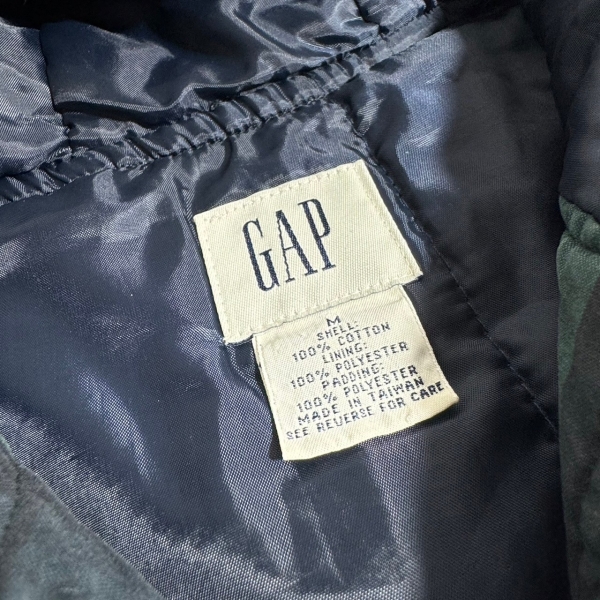 GAP
M
SHELL:
100% COTTON
LINING:
100% POLYESTER
PADDING:
100% POLYESTER
MADE IN TAIWAN
SEE REVERSE FOR CARE